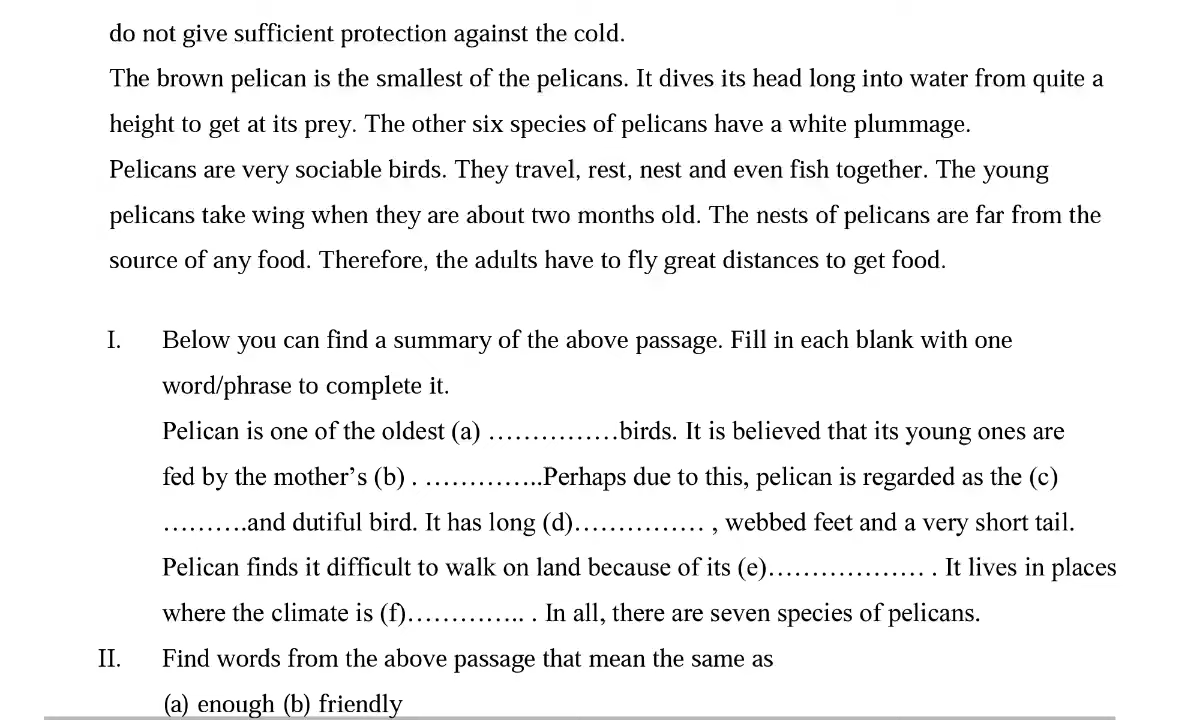 do not give sufficient protection against the cold.
The brown pelican is the smallest of the pelicans. It dives its head long into water from quite a
height to get at its prey. The other six species of pelicans have a white plummage.
Pelicans are very sociable birds. They travel, rest, nest and even fish together. The young
pelicans take wing when they are about two months old. The nests of pelicans are far from the
source of any food. Therefore, the adults have to fly great distances to get food.
I. Below you can find a summary of the above passage. Fill in each blank with one
word/phrase to complete it.
Pelican is one of the oldest (a) ……………birds. It is believed that its young ones are
fed by the mother’s (b) . …………..Perhaps due to this, pelican is regarded as the (c)
……….and dutiful bird. It has long (d)…………… , webbed feet and a very short tail.
Pelican finds it difficult to walk on land because of its (e)……………… . It lives in places
where the climate is (f)………….. . In all, there are seven species of pelicans.
II. Find words from the above passage that mean the same as
(a) enough (b) friendly